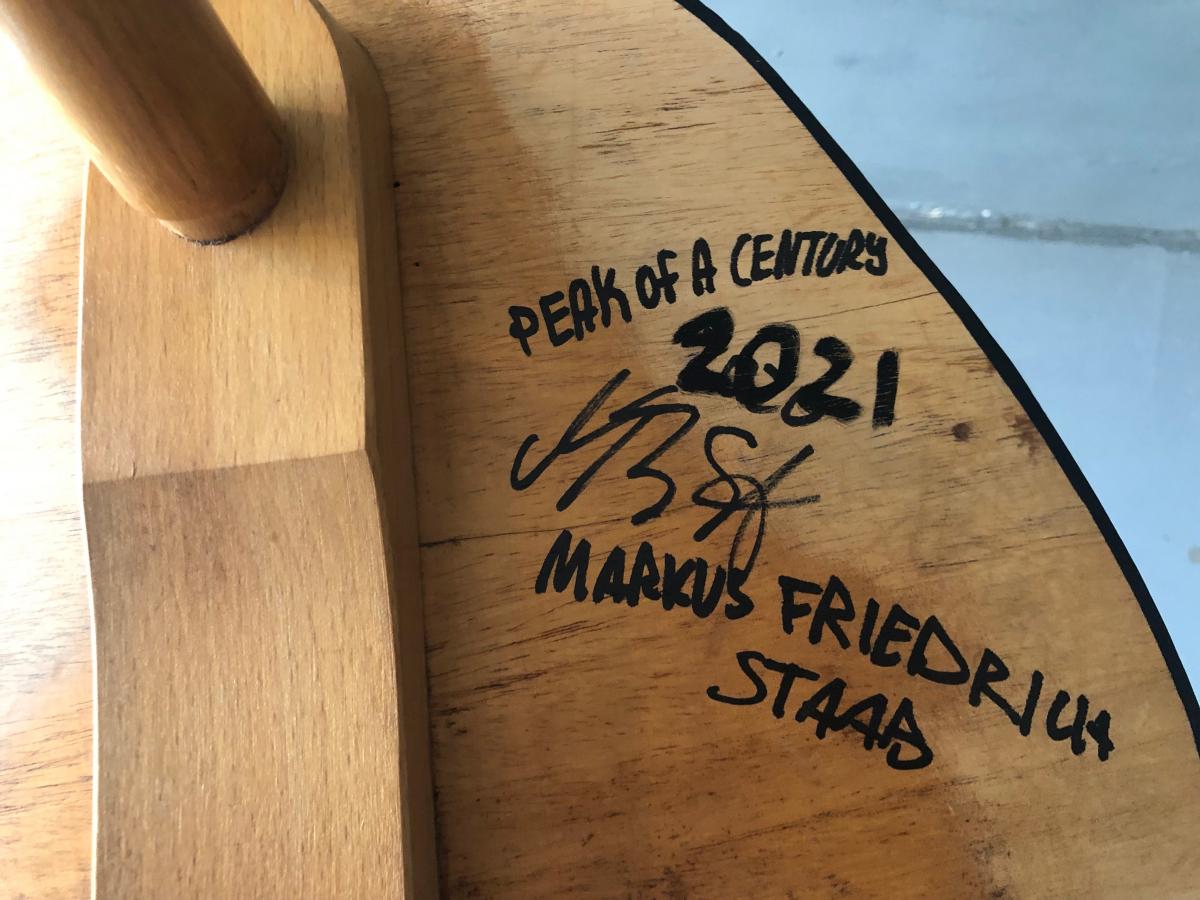 PEAK OF A CENTURY
2021
MARKUS FRIEDRICH
STAAB